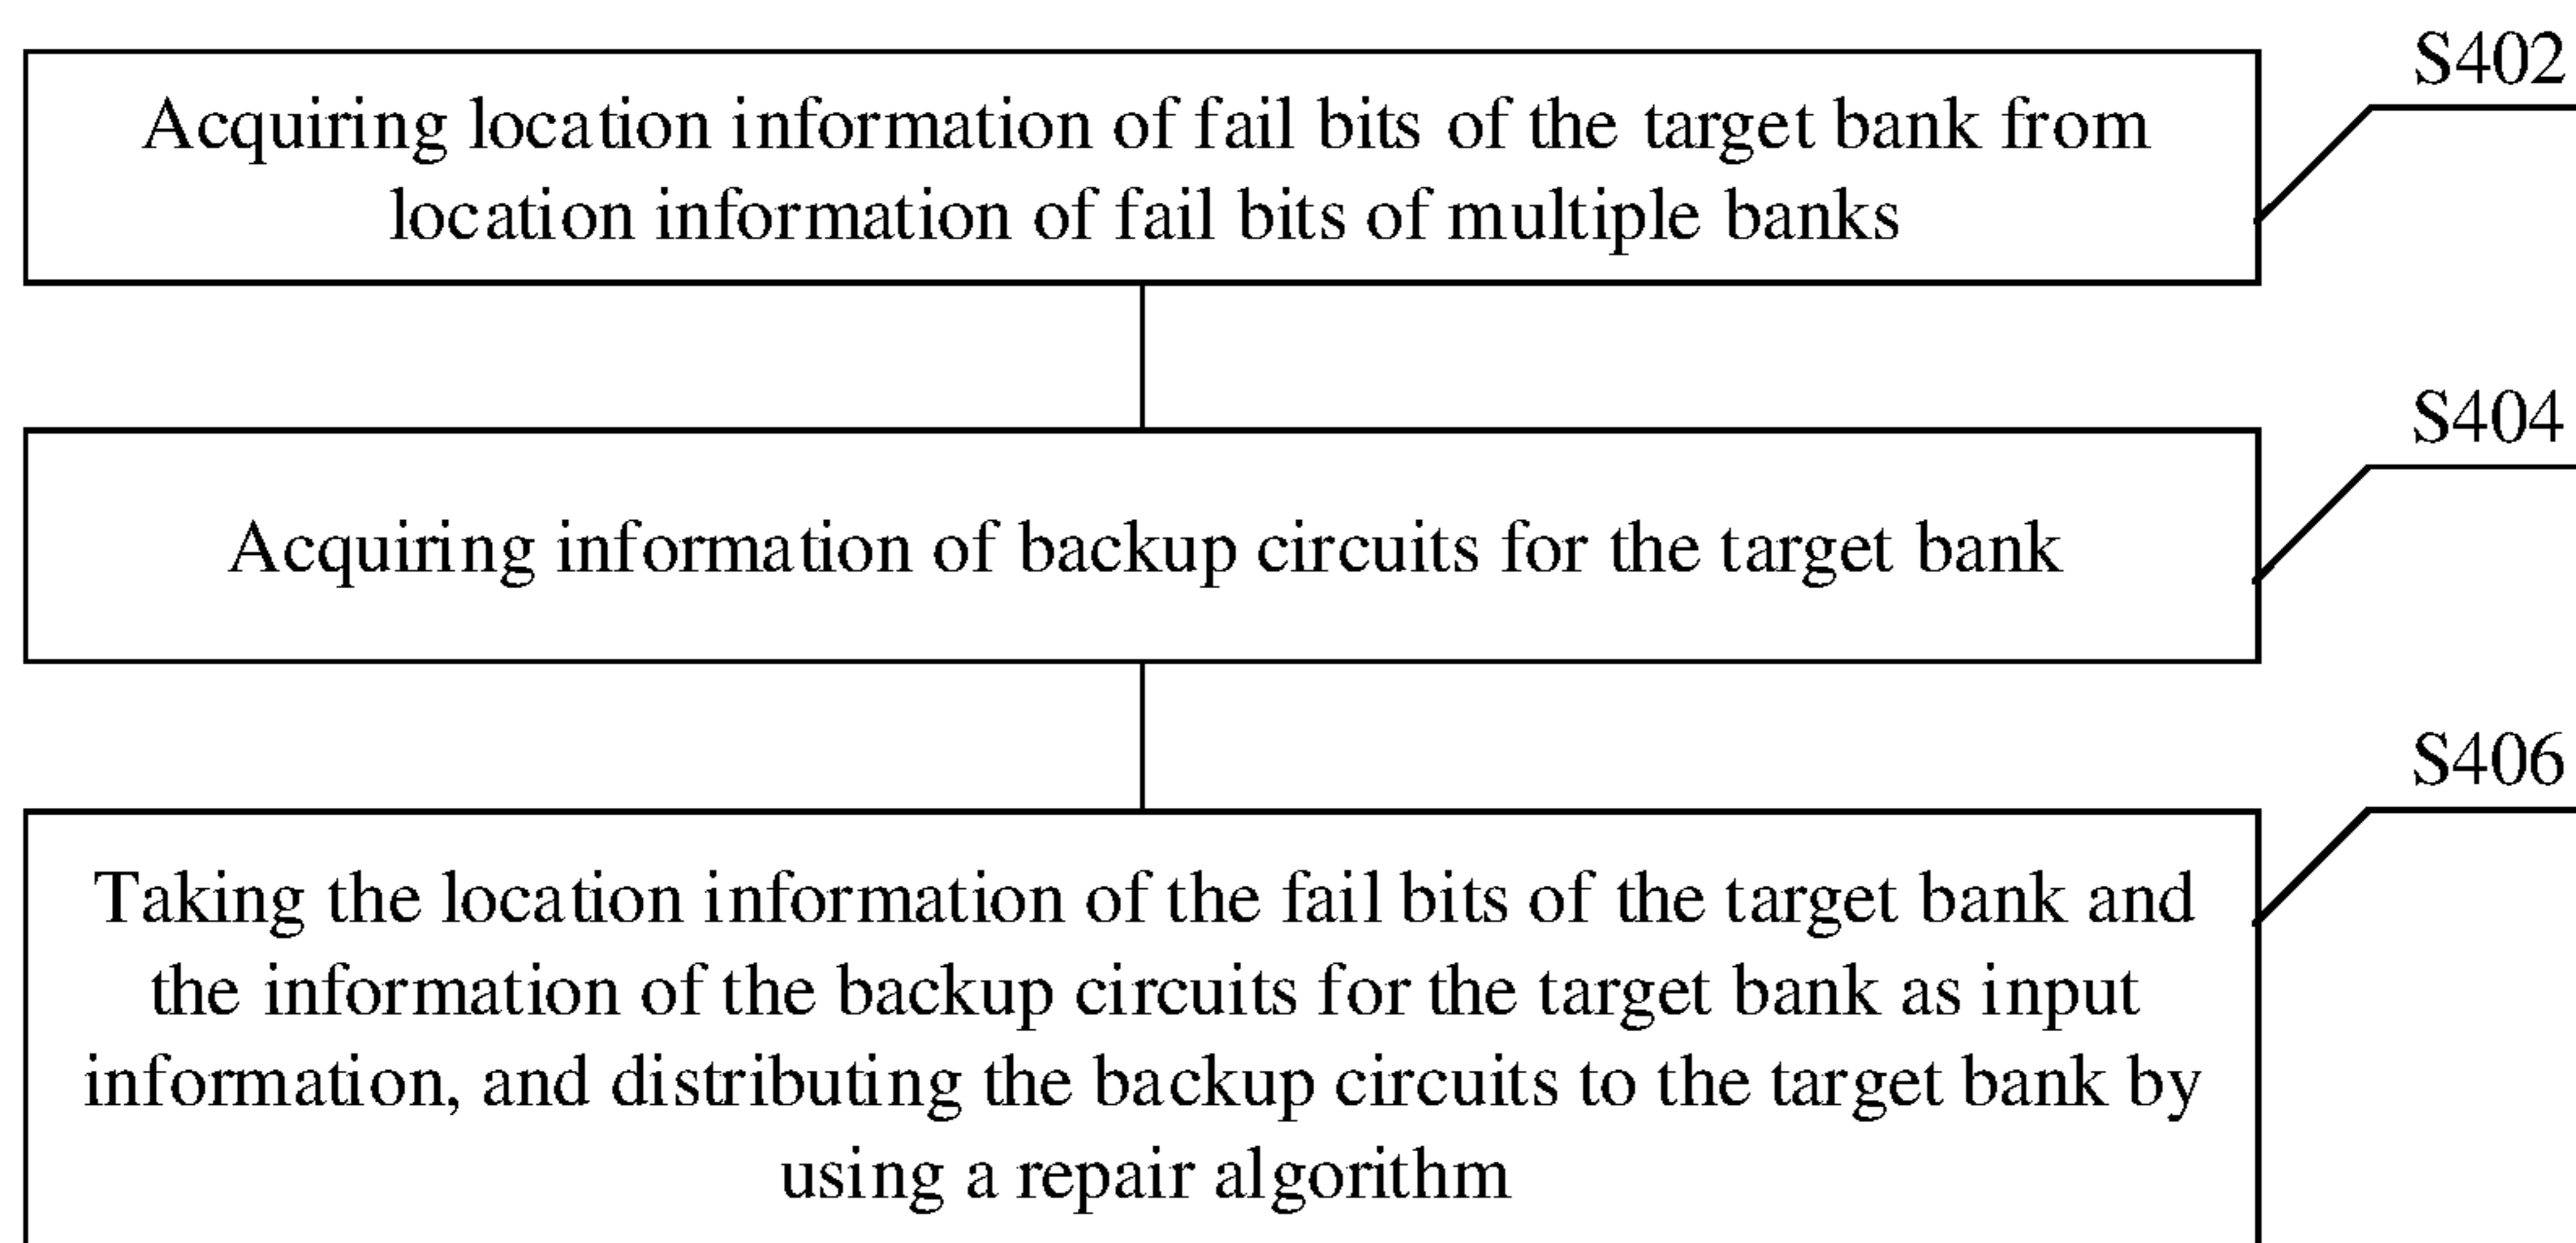 S402
Acquiring location information of fail bits of the target bank from
location information of fail bits of multiple banks
S404
Acquiring information of backup circuits for the target bank
S406
Taking the location information of the fail bits of the target bank and
the information of the backup circuits for the target bank as input
information, and distributing the backup circuits to the target bank by
using a repair algorithm